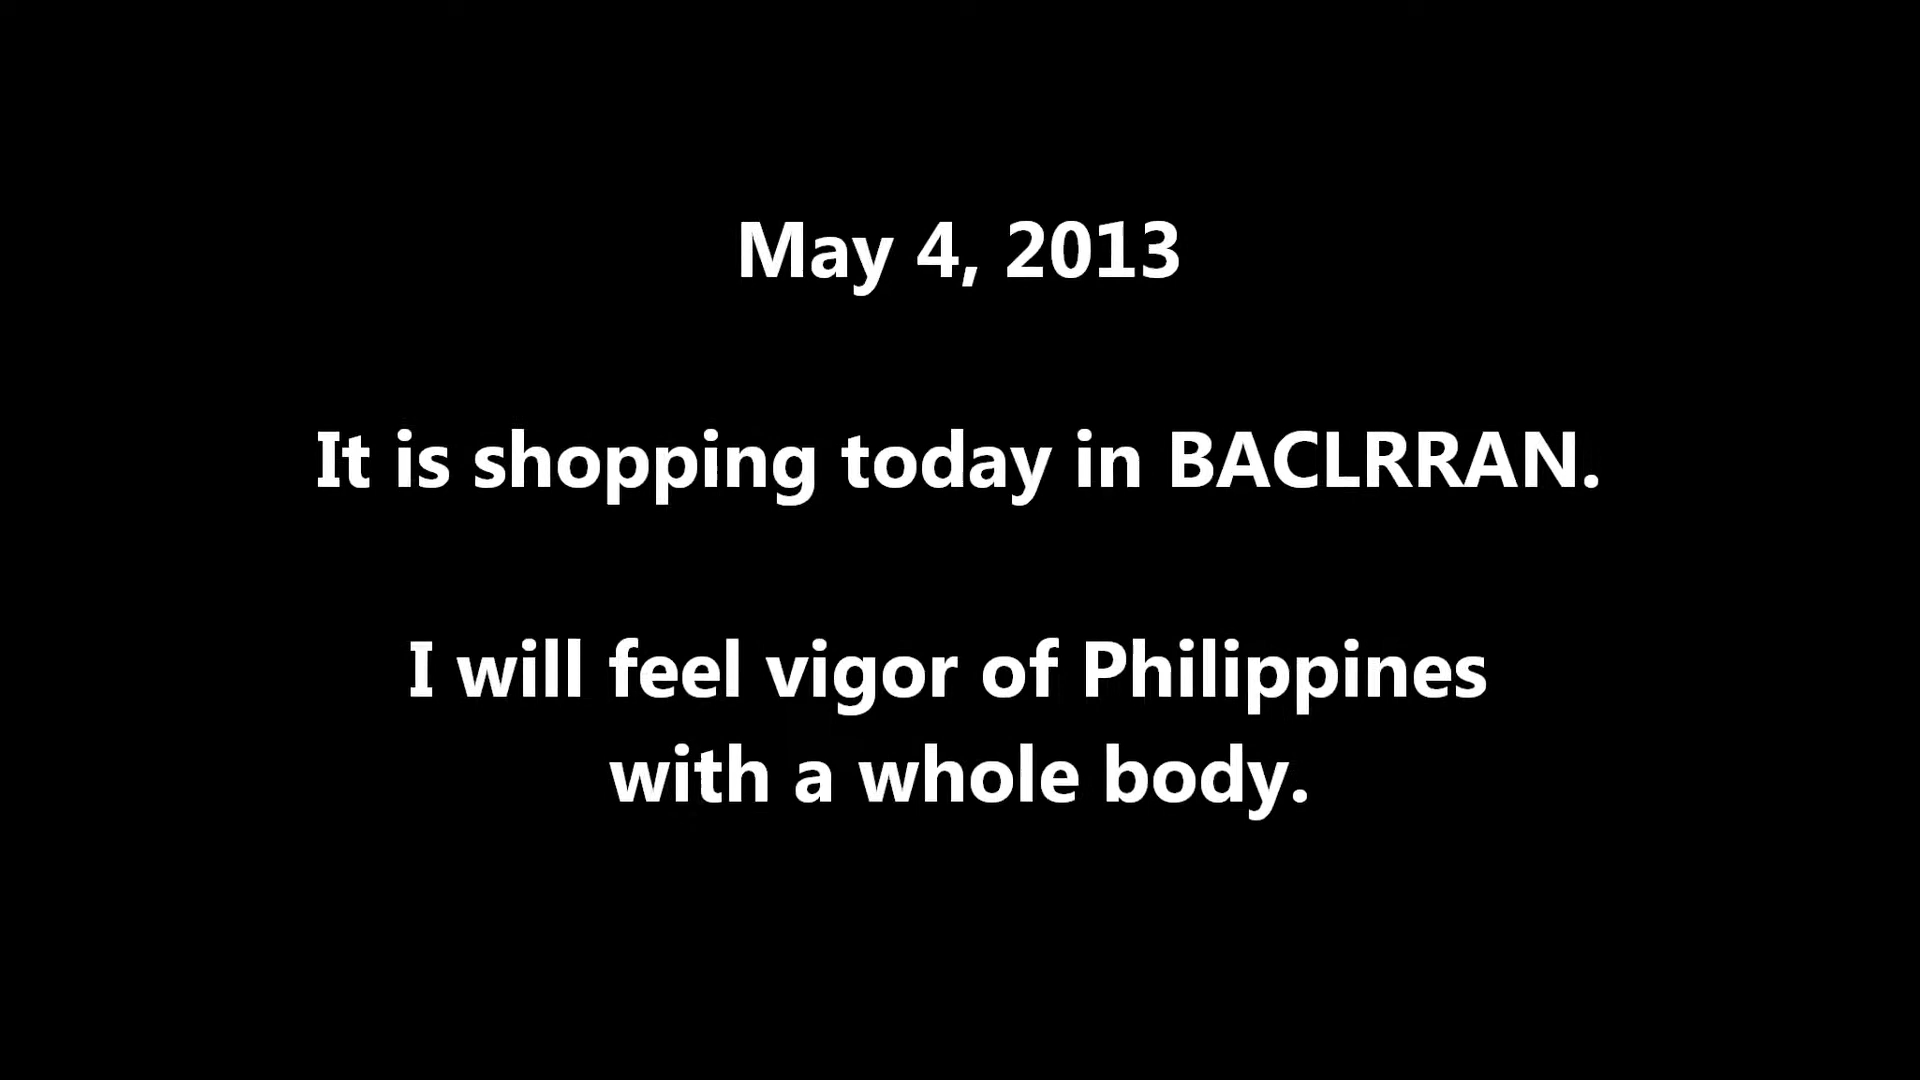 May 4, 2013
It is shopping today in BACLRRAN.
I will feel vigor of Philippines
with a whole body.